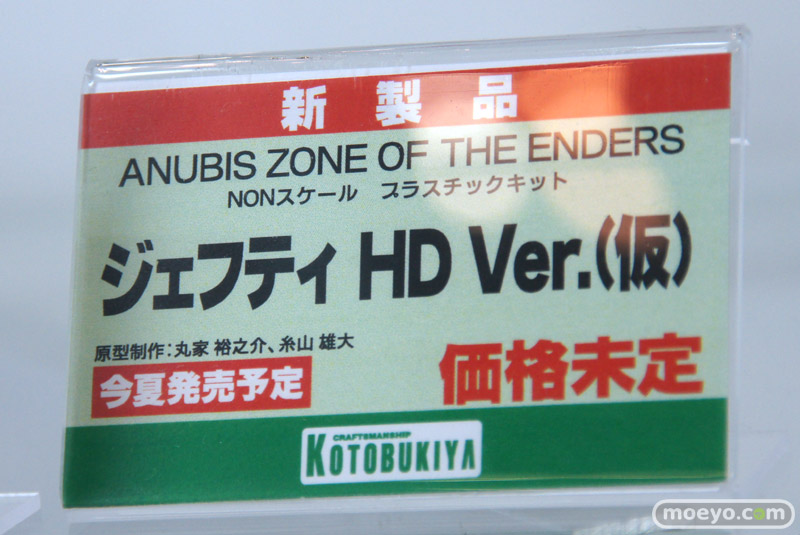 新製品
ANUBIS ZONE OF THE ENDERS
NONスケール　プラスチックキット
ジェフティ HD Ver.(仮)
原型制作：丸家 裕之介、糸山 雄大
今夏発売予定
価格未定
CRAFTSMANSHIP
KOTOBUKIYA
moeyo.com